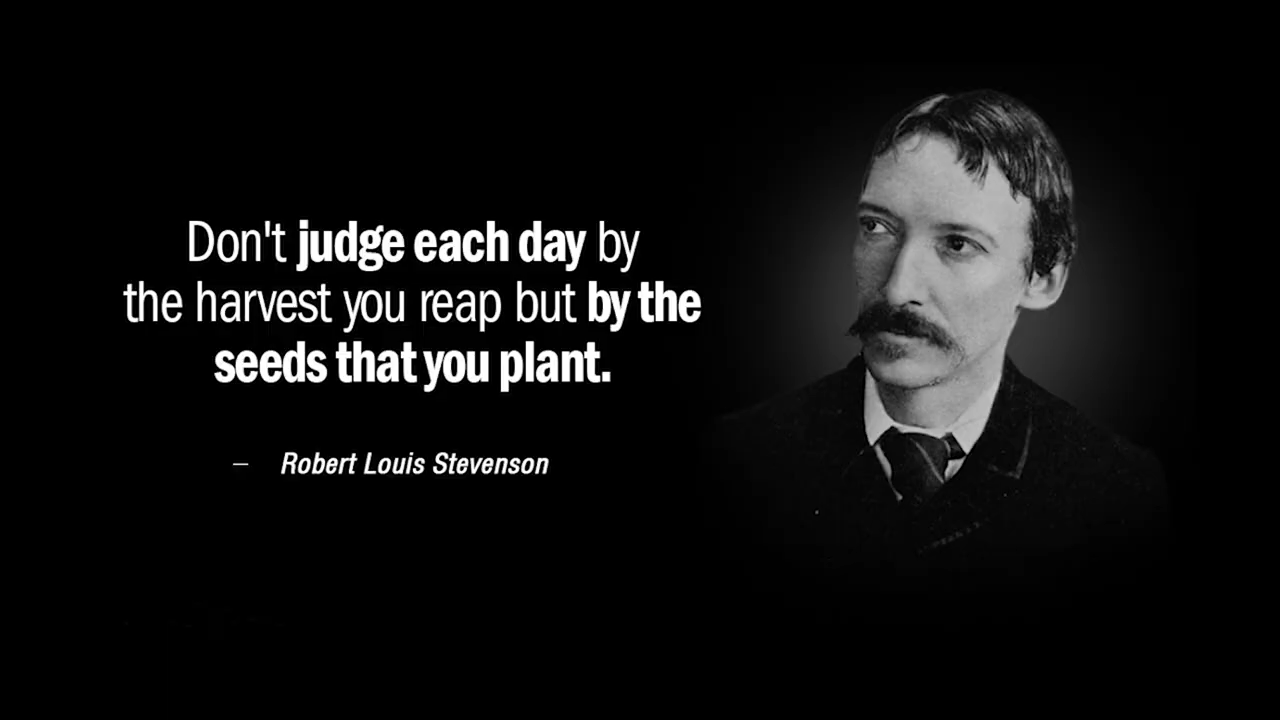 Don't judge each day by
the harvest you reap but by the
seeds that you plant.
– Robert Louis Stevenson